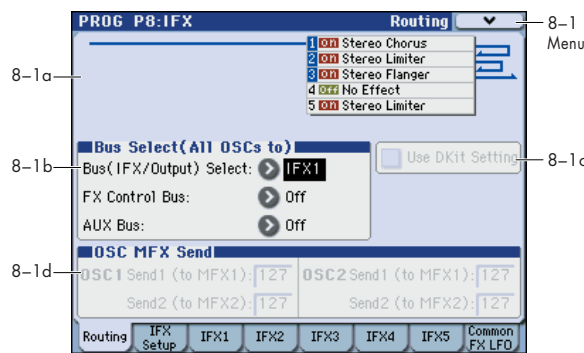 PROG P8:IFX Routing
8–1
Menu
1 on Stereo Chorus
2 on Stereo Limiter
3 on Stereo Flanger
4 Off No Effect
5 on Stereo Limiter
8–1a
Bus Select(All OSCs to)
8–1b
Bus(IFX/Output) Select: IFX1
Use DKit Setting
8–1c
FX Control Bus: Off
AUX Bus: Off
OSC MFX Send
8–1d
OSC1 Send1 (to MFX1): 127 OSC2 Send1 (to MFX1): 127
Send2 (to MFX2): 127 Send2 (to MFX2): 127
Routing IFX Setup IFX1 IFX2 IFX3 IFX4 IFX5 Common FX LFO